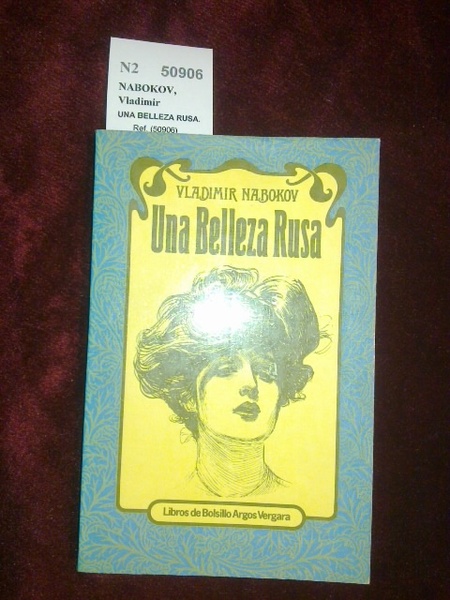 N2 50906
NABOKOV,
Vladimir
UNA BELLEZA RUSA.
Ref. (50906)
VLADIMIR NABOKOV
Una Belleza Rusa
Libros de Bolsillo Argos Vergara